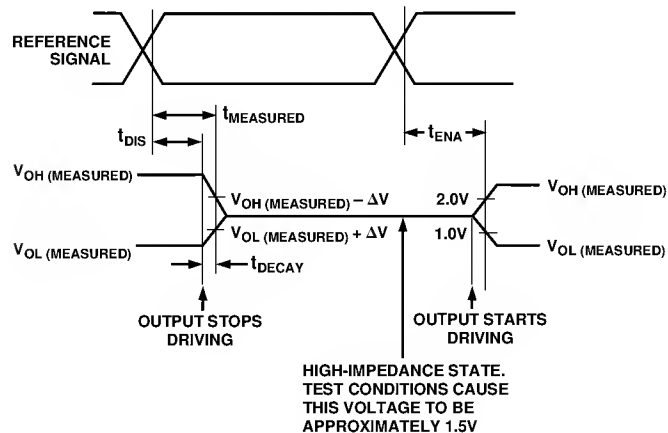 REFERENCE
SIGNAL
tMEASURED
tDIS
tENA
VOH (MEASURED)
VOH (MEASURED) – ΔV
2.0V
VOH (MEASURED)
VOL (MEASURED)
VOL (MEASURED) + ΔV
1.0V
VOL (MEASURED)
tDECAY
OUTPUT STOPS
DRIVING
OUTPUT STARTS
DRIVING
HIGH-IMPEDANCE STATE.
TEST CONDITIONS CAUSE
THIS VOLTAGE TO BE
APPROXIMATELY 1.5V